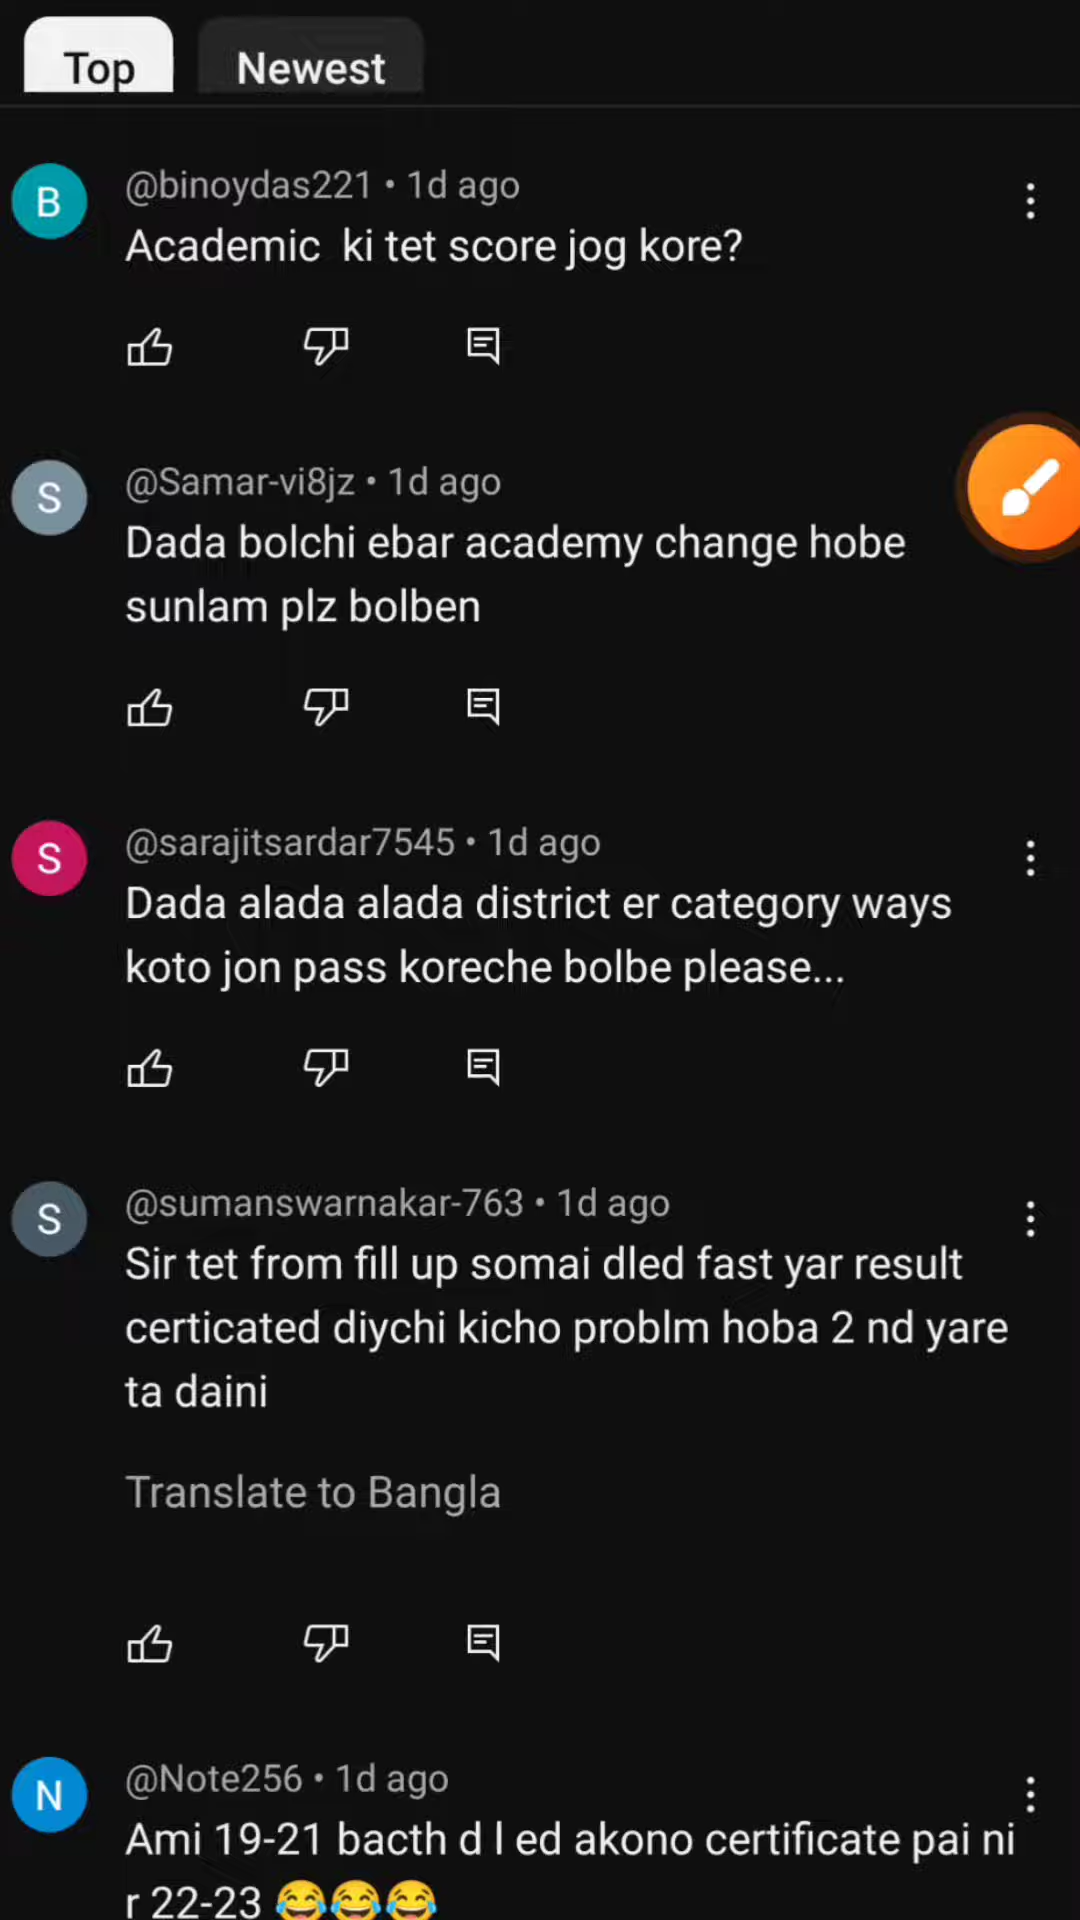 Top
Newest
B
@binoydas221 • 1d ago
Academic ki tet score jog kore?
S
@Samar-vi8jz • 1d ago
Dada bolchi ebar academy change hobe
sunlam plz bolben
S
@sarajitsardar7545 • 1d ago
Dada alada alada district er category ways
koto jon pass koreche bolbe please...
S
@sumanswarnakar-763 • 1d ago
Sir tet from fill up somai dled fast yar result
certicated diychi kicho problm hoba 2 nd yare
ta daini
Translate to Bangla
N
@Note256 • 1d ago
Ami 19-21 bacth d l ed akono certificate pai ni
r 22-23 😂😂😂